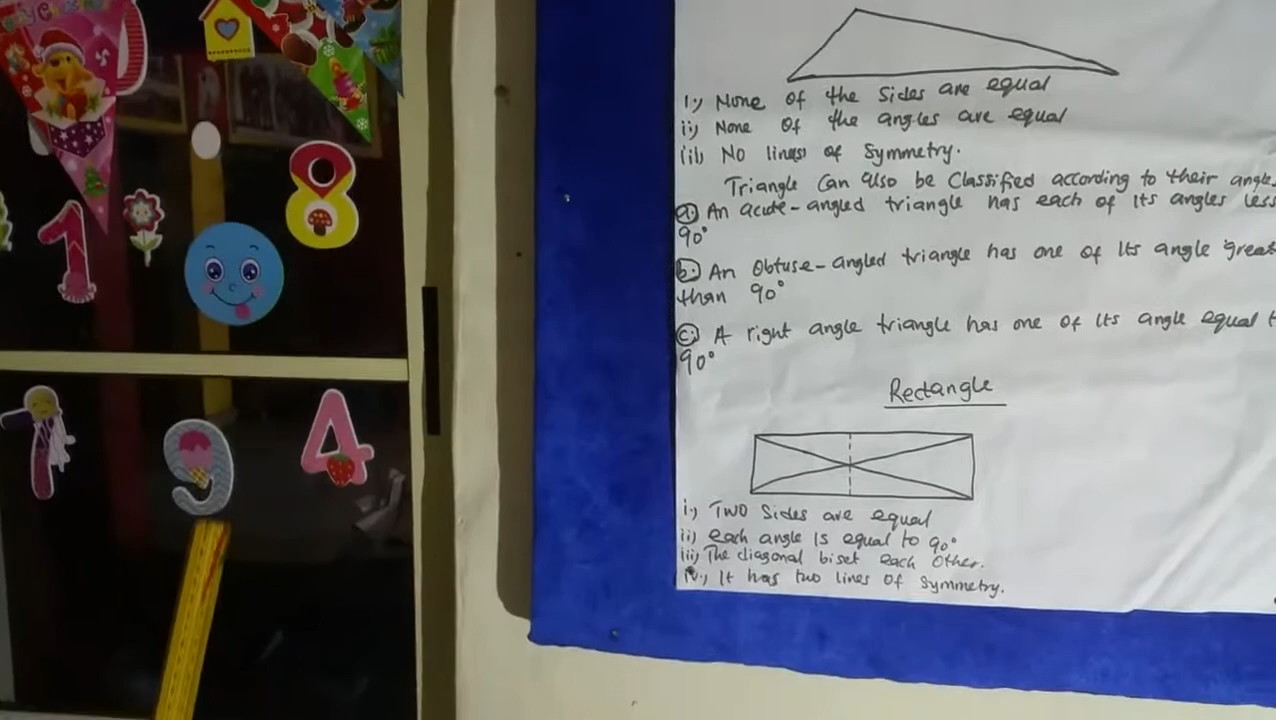 i.) None of the sides are equal
ii) None of the angles are equal
iii) No line(s) of symmetry.
Triangle Can also be Classified according to their angle
a. An acute-angled triangle has each of its angles less
90°
b. An Obtuse-angled triangle has one of its angle great
than 90°
c. A right angle triangle has one of its angle equal t
90°
Rectangle
i.) TWO Sides are equal
ii) each angle is equal to 90°
iii) The diagonal biset each other.
iv.) It has two lines of symmetry.
1
8
9
4